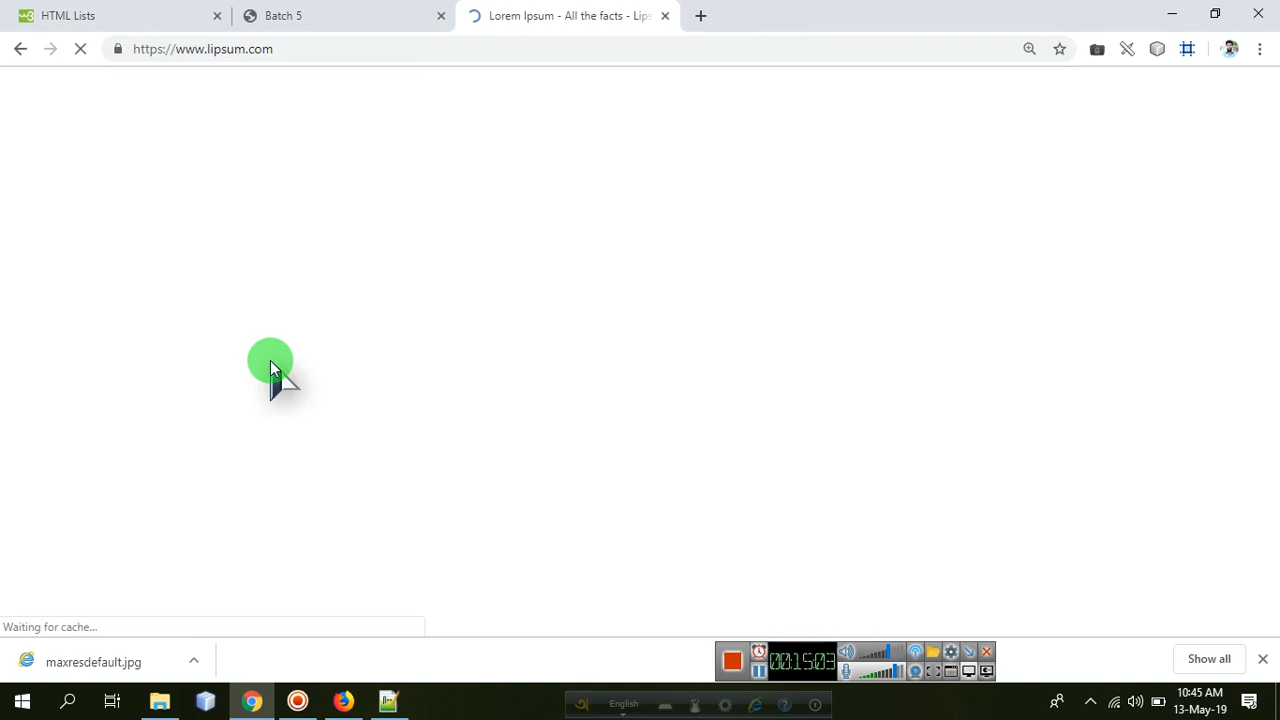 HTML Lists
Batch 5
Lorem Ipsum - All the facts - Lips
https://www.lipsum.com
Waiting for cache...
maxresdefault.jpg
00:15:03
Show all
English
10:45 AM
13-May-19